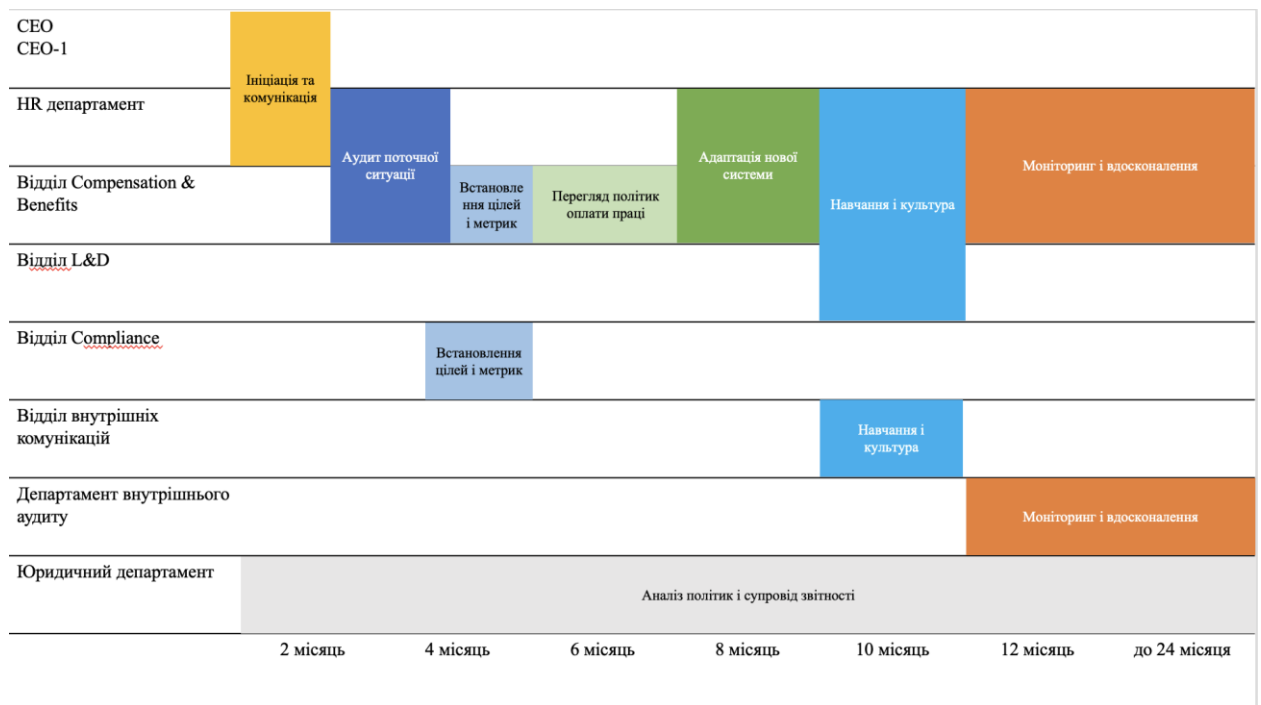 CEO
CEO-1
Ініціація та
комунікація
HR департамент
Аудит поточної
ситуації
Адаптація нової
системи
Моніторинг і вдосконалення
Відділ Compensation &
Benefits
Встановле
ння цілей
і метрик
Перегляд політик
оплати праці
Навчання і культура
Відділ L&D
Відділ Compliance
Встановлення
цілей і метрик
Відділ внутрішніх
комунікацій
Навчання і
культура
Департамент внутрішнього
аудиту
Моніторинг і вдосконалення
Юридичний департамент
Аналіз політик і супровід звітності
2 місяць 4 місяць 6 місяць 8 місяць 10 місяць 12 місяць до 24 місяця